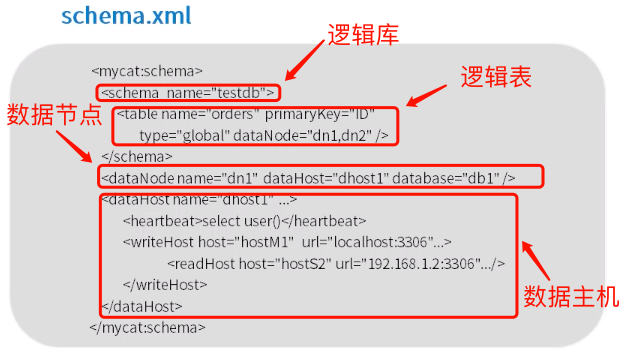 schema.xml
逻辑库
<mycat:schema>
<schema name="testdb">
逻辑表
<table name="orders" primaryKey="ID"
type="global" dataNode="dn1,dn2" />
数据节点
</schema>
<dataNode name="dn1" dataHost="dhost1" database="db1" />
<dataHost name="dhost1" ...>
<heartbeat>select user()</heartbeat>
<writeHost host="hostM1" url="localhost:3306"...>
<readHost host="hostS2" url="192.168.1.2:3306".../>
</writeHost>
数据主机
</dataHost>
</mycat:schema>